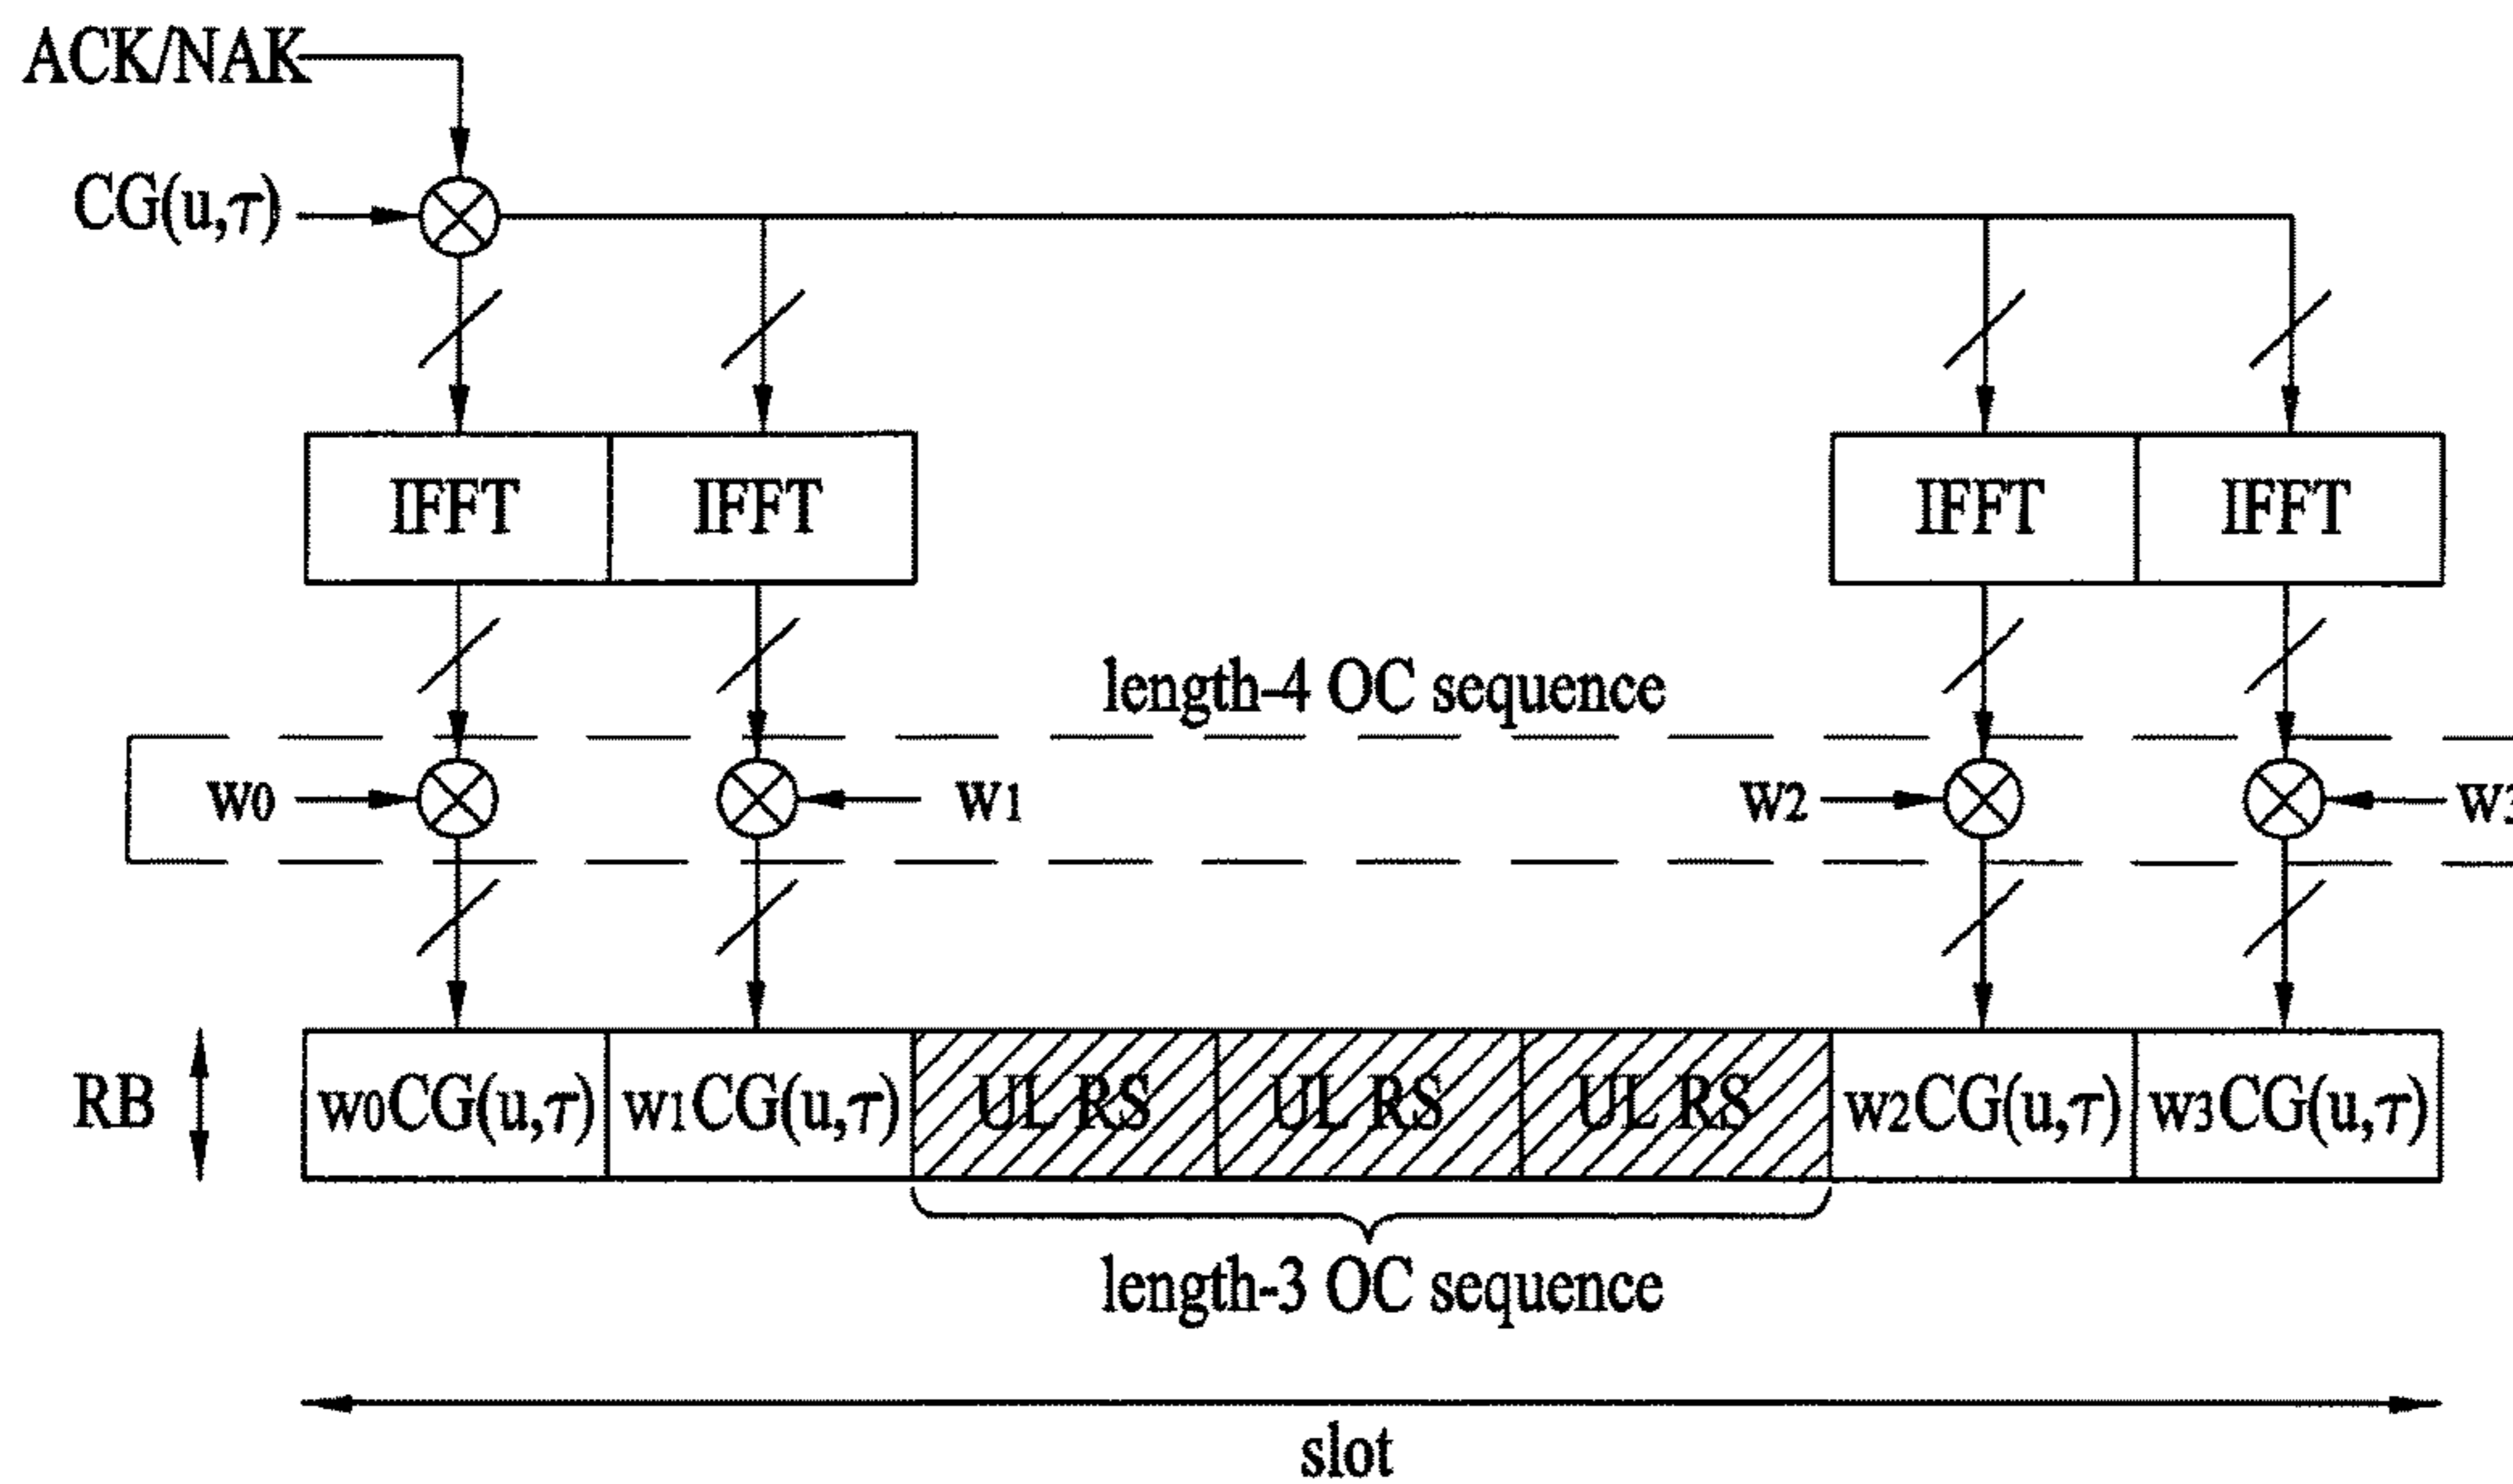 ACK/NAK
CG(u,τ)
IFFT IFFT IFFT IFFT
length-4 OC sequence
w0 w1 w2
RB w0CG(u,τ) w1CG(u,τ) UL RS UL RS UL RS w2CG(u,τ) w3CG(u,τ)
length-3 OC sequence
slot